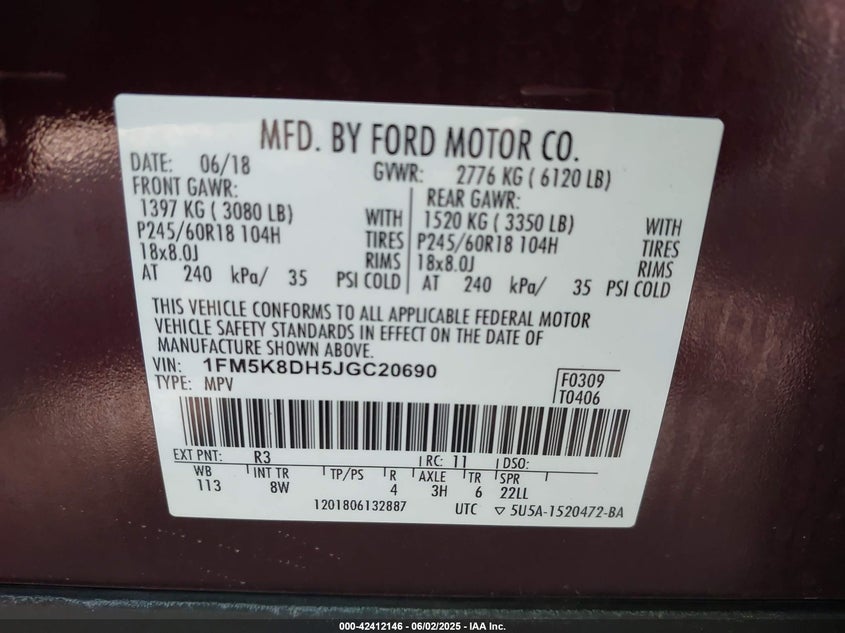 MFD. BY FORD MOTOR CO.
DATE: 06/18 GVWR: 2776 KG ( 6120 LB)
FRONT GAWR: REAR GAWR:
1397 KG ( 3080 LB) WITH 1520 KG ( 3350 LB) WITH
P245/60R18 104H TIRES P245/60R18 104H TIRES
18x8.0J RIMS 18x8.0J RIMS
AT 240 kPa/ 35 PSI COLD AT 240 kPa/ 35 PSI COLD
THIS VEHICLE CONFORMS TO ALL APPLICABLE FEDERAL MOTOR
VEHICLE SAFETY STANDARDS IN EFFECT ON THE DATE OF
MANUFACTURE SHOWN ABOVE.
VIN: 1FM5K8DH5JGC20690
TYPE: MPV
F0309
T0406
EXT PNT: R3 RC: 11 DSO:
WB INT TR TP/PS R AXLE TR SPR
113 8W 4 3H 6 22LL
1201806132887 UTC ▽ 5U5A-1520472-BA
000-42412146 - 06/02/2025 - IAA Inc.